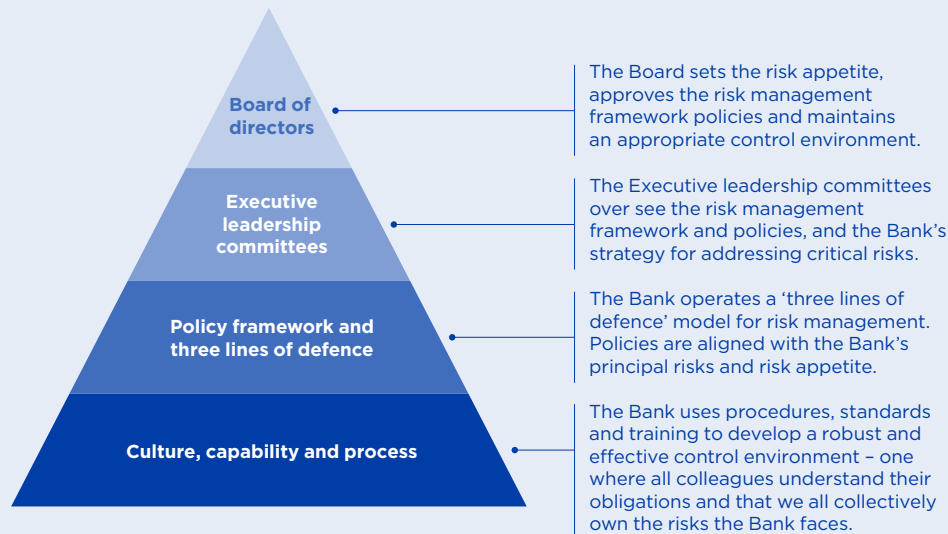 Board of
directors
The Board sets the risk appetite,
approves the risk management
framework policies and maintains
an appropriate control environment.
Executive
leadership
committees
The Executive leadership committees
over see the risk management
framework and policies, and the Bank's
strategy for addressing critical risks.
Policy framework and
three lines of defence
The Bank operates a ‘three lines of
defence’ model for risk management.
Policies are aligned with the Bank’s
principal risks and risk appetite.
Culture, capability and process
The Bank uses procedures, standards
and training to develop a robust and
effective control environment – one
where all colleagues understand their
obligations and that we all collectively
own the risks the Bank faces.